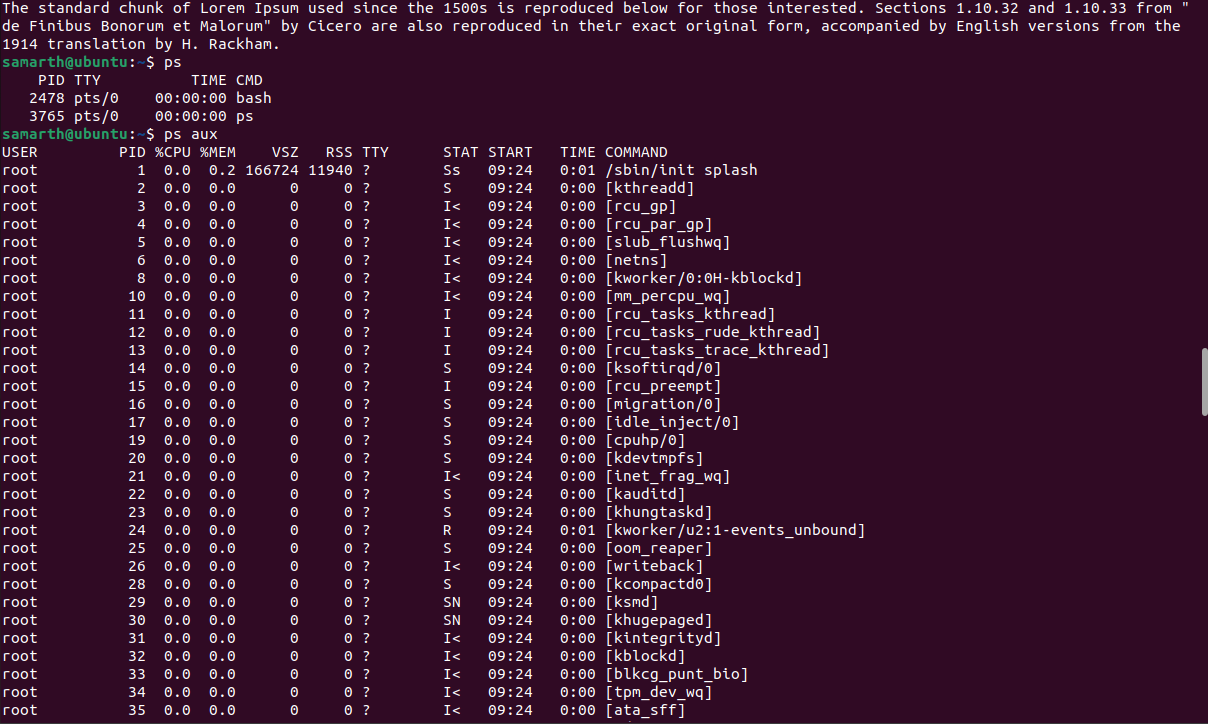 The standard chunk of Lorem Ipsum used since the 1500s is reproduced below for those interested. Sections 1.10.32 and 1.10.33 from "
de Finibus Bonorum et Malorum" by Cicero are also reproduced in their exact original form, accompanied by English versions from the
1914 translation by H. Rackham.
samarth@ubuntu:~$ ps
    PID TTY          TIME CMD
   2478 pts/0    00:00:00 bash
   3765 pts/0    00:00:00 ps
samarth@ubuntu:~$ ps aux
USER         PID %CPU %MEM    VSZ   RSS TTY      STAT START   TIME COMMAND
root           1  0.0  0.2 166724 11940 ?        Ss   09:24   0:01 /sbin/init splash
root           2  0.0  0.0      0     0 ?        S    09:24   0:00 [kthreadd]
root           3  0.0  0.0      0     0 ?        I<   09:24   0:00 [rcu_gp]
root           4  0.0  0.0      0     0 ?        I<   09:24   0:00 [rcu_par_gp]
root           5  0.0  0.0      0     0 ?        I<   09:24   0:00 [slub_flushwq]
root           6  0.0  0.0      0     0 ?        I<   09:24   0:00 [netns]
root           8  0.0  0.0      0     0 ?        I<   09:24   0:00 [kworker/0:0H-kblockd]
root          10  0.0  0.0      0     0 ?        I<   09:24   0:00 [mm_percpu_wq]
root          11  0.0  0.0      0     0 ?        I    09:24   0:00 [rcu_tasks_kthread]
root          12  0.0  0.0      0     0 ?        I    09:24   0:00 [rcu_tasks_rude_kthread]
root          13  0.0  0.0      0     0 ?        I    09:24   0:00 [rcu_tasks_trace_kthread]
root          14  0.0  0.0      0     0 ?        S    09:24   0:00 [ksoftirqd/0]
root          15  0.0  0.0      0     0 ?        I    09:24   0:00 [rcu_preempt]
root          16  0.0  0.0      0     0 ?        S    09:24   0:00 [migration/0]
root          17  0.0  0.0      0     0 ?        S    09:24   0:00 [idle_inject/0]
root          19  0.0  0.0      0     0 ?        S    09:24   0:00 [cpuhp/0]
root          20  0.0  0.0      0     0 ?        S    09:24   0:00 [kdevtmpfs]
root          21  0.0  0.0      0     0 ?        I<   09:24   0:00 [inet_frag_wq]
root          22  0.0  0.0      0     0 ?        S    09:24   0:00 [kauditd]
root          23  0.0  0.0      0     0 ?        S    09:24   0:00 [khungtaskd]
root          24  0.0  0.0      0     0 ?        R    09:24   0:01 [kworker/u2:1-events_unbound]
root          25  0.0  0.0      0     0 ?        S    09:24   0:00 [oom_reaper]
root          26  0.0  0.0      0     0 ?        I<   09:24   0:00 [writeback]
root          28  0.0  0.0      0     0 ?        S    09:24   0:00 [kcompactd0]
root          29  0.0  0.0      0     0 ?        SN   09:24   0:00 [ksmd]
root          30  0.0  0.0      0     0 ?        SN   09:24   0:00 [khugepaged]
root          31  0.0  0.0      0     0 ?        I<   09:24   0:00 [kintegrityd]
root          32  0.0  0.0      0     0 ?        I<   09:24   0:00 [kblockd]
root          33  0.0  0.0      0     0 ?        I<   09:24   0:00 [blkcg_punt_bio]
root          34  0.0  0.0      0     0 ?        I<   09:24   0:00 [tpm_dev_wq]
root          35  0.0  0.0      0     0 ?        I<   09:24   0:00 [ata_sff]